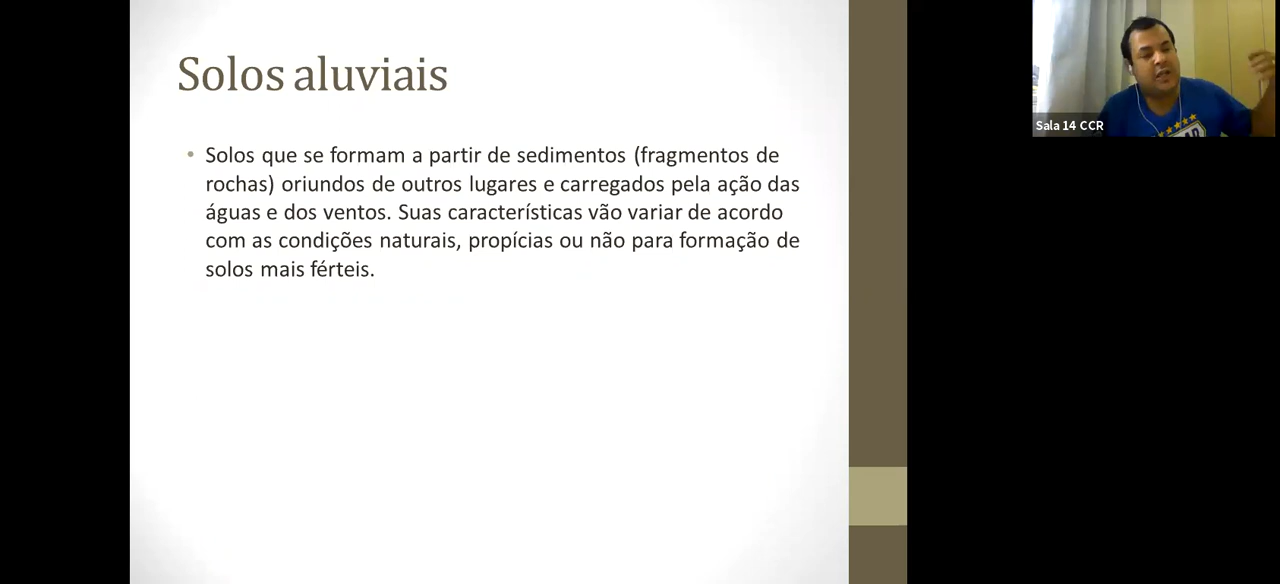 Solos aluviais
• Solos que se formam a partir de sedimentos (fragmentos de
rochas) oriundos de outros lugares e carregados pela ação das
águas e dos ventos. Suas características vão variar de acordo
com as condições naturais, propícias ou não para formação de
solos mais férteis.
Sala 14 CCR